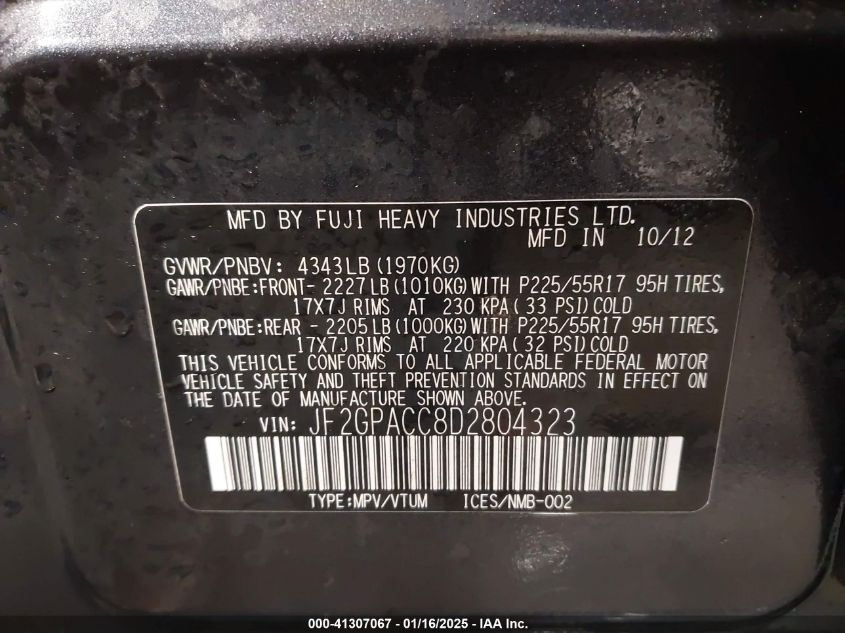 MFD BY FUJI HEAVY INDUSTRIES LTD.
MFD IN 10/12
GVWR/PNBV: 4343LB(1970KG)
GAWR/PNBE:FRONT- 2227LB(1010KG)WITH P225/55R17 95H TIRES,
17X7J RIMS AT 230 KPA(33 PSI)COLD
GAWR/PNBE:REAR - 2205LB(1000KG)WITH P225/55R17 95H TIRES,
17X7J RIMS AT 220 KPA(32 PSI)COLD
THIS VEHICLE CONFORMS TO ALL APPLICABLE FEDERAL MOTOR
VEHICLE SAFETY AND THEFT PREVENTION STANDARDS IN EFFECT ON
THE DATE OF MANUFACTURE SHOWN ABOVE.
VIN: JF2GPACC8D2804323
TYPE:MPV/VTUM ICES/NMB-002
000-41307067 - 01/16/2025 - IAA Inc.